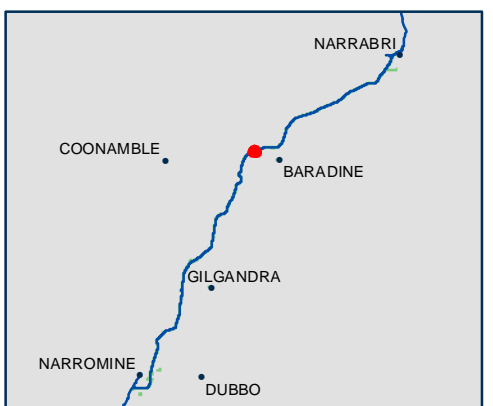 NARRABRI
COONAMBLE
BARADINE
GILGANDRA
NARROMINE
DUBBO